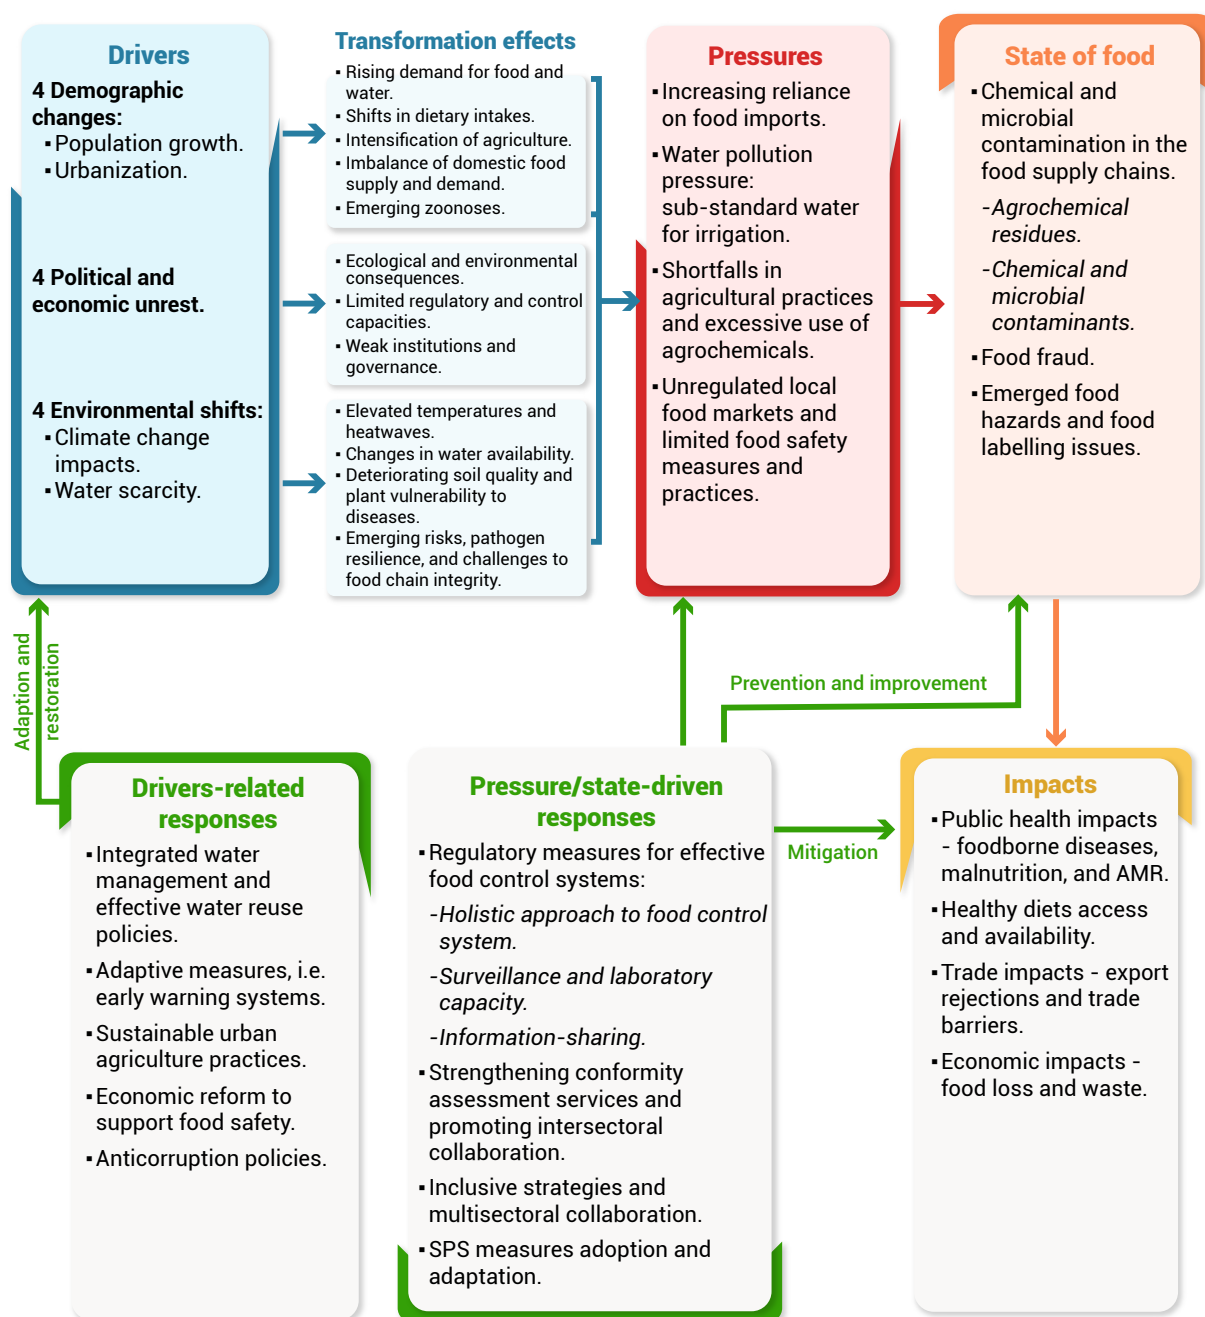 Drivers
4 Demographic
changes:
▪ Population growth.
▪ Urbanization.
4 Political and
economic unrest.
4 Environmental shifts:
▪ Climate change
impacts.
▪ Water scarcity.
Transformation effects
▪ Rising demand for food and
water.
▪ Shifts in dietary intakes.
▪ Intensification of agriculture.
▪ Imbalance of domestic food
supply and demand.
▪ Emerging zoonoses.
▪ Ecological and environmental
consequences.
▪ Limited regulatory and control
capacities.
▪ Weak institutions and
governance.
▪ Elevated temperatures and
heatwaves.
▪ Changes in water availability.
▪ Deteriorating soil quality and
plant vulnerability to
diseases.
▪ Emerging risks, pathogen
resilience, and challenges to
food chain integrity.
Pressures
▪ Increasing reliance
on food imports.
▪ Water pollution
pressure:
sub-standard water
for irrigation.
▪ Shortfalls in
agricultural practices
and excessive use of
agrochemicals.
▪ Unregulated local
food markets and
limited food safety
measures and
practices.
State of food
▪ Chemical and
microbial
contamination in the
food supply chains.
-Agrochemical
residues.
-Chemical and
microbial
contaminants.
▪ Food fraud.
▪ Emerged food
hazards and food
labelling issues.
Adaption and
restoration
Prevention and improvement
Mitigation
Drivers-related
responses
▪ Integrated water
management and
effective water reuse
policies.
▪ Adaptive measures, i.e.
early warning systems.
▪ Sustainable urban
agriculture practices.
▪ Economic reform to
support food safety.
▪ Anticorruption policies.
Pressure/state-driven
responses
▪ Regulatory measures for effective
food control systems:
-Holistic approach to food control
system.
-Surveillance and laboratory
capacity.
-Information-sharing.
▪ Strengthening conformity
assessment services and
promoting intersectoral
collaboration.
▪ Inclusive strategies and
multisectoral collaboration.
▪ SPS measures adoption and
adaptation.
Impacts
▪ Public health impacts
- foodborne diseases,
malnutrition, and AMR.
▪ Healthy diets access
and availability.
▪ Trade impacts - export
rejections and trade
barriers.
▪ Economic impacts -
food loss and waste.